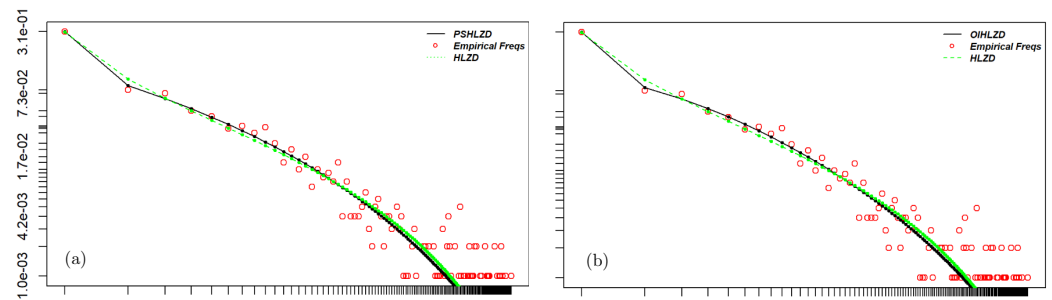 3.1e-01
7.3e-02
1.7e-02
4.2e-03
1.0e-03
PSHLZD
Empirical Freqs
HLZD
(a)
OIHLZD
Empirical Freqs
HLZD
(b)